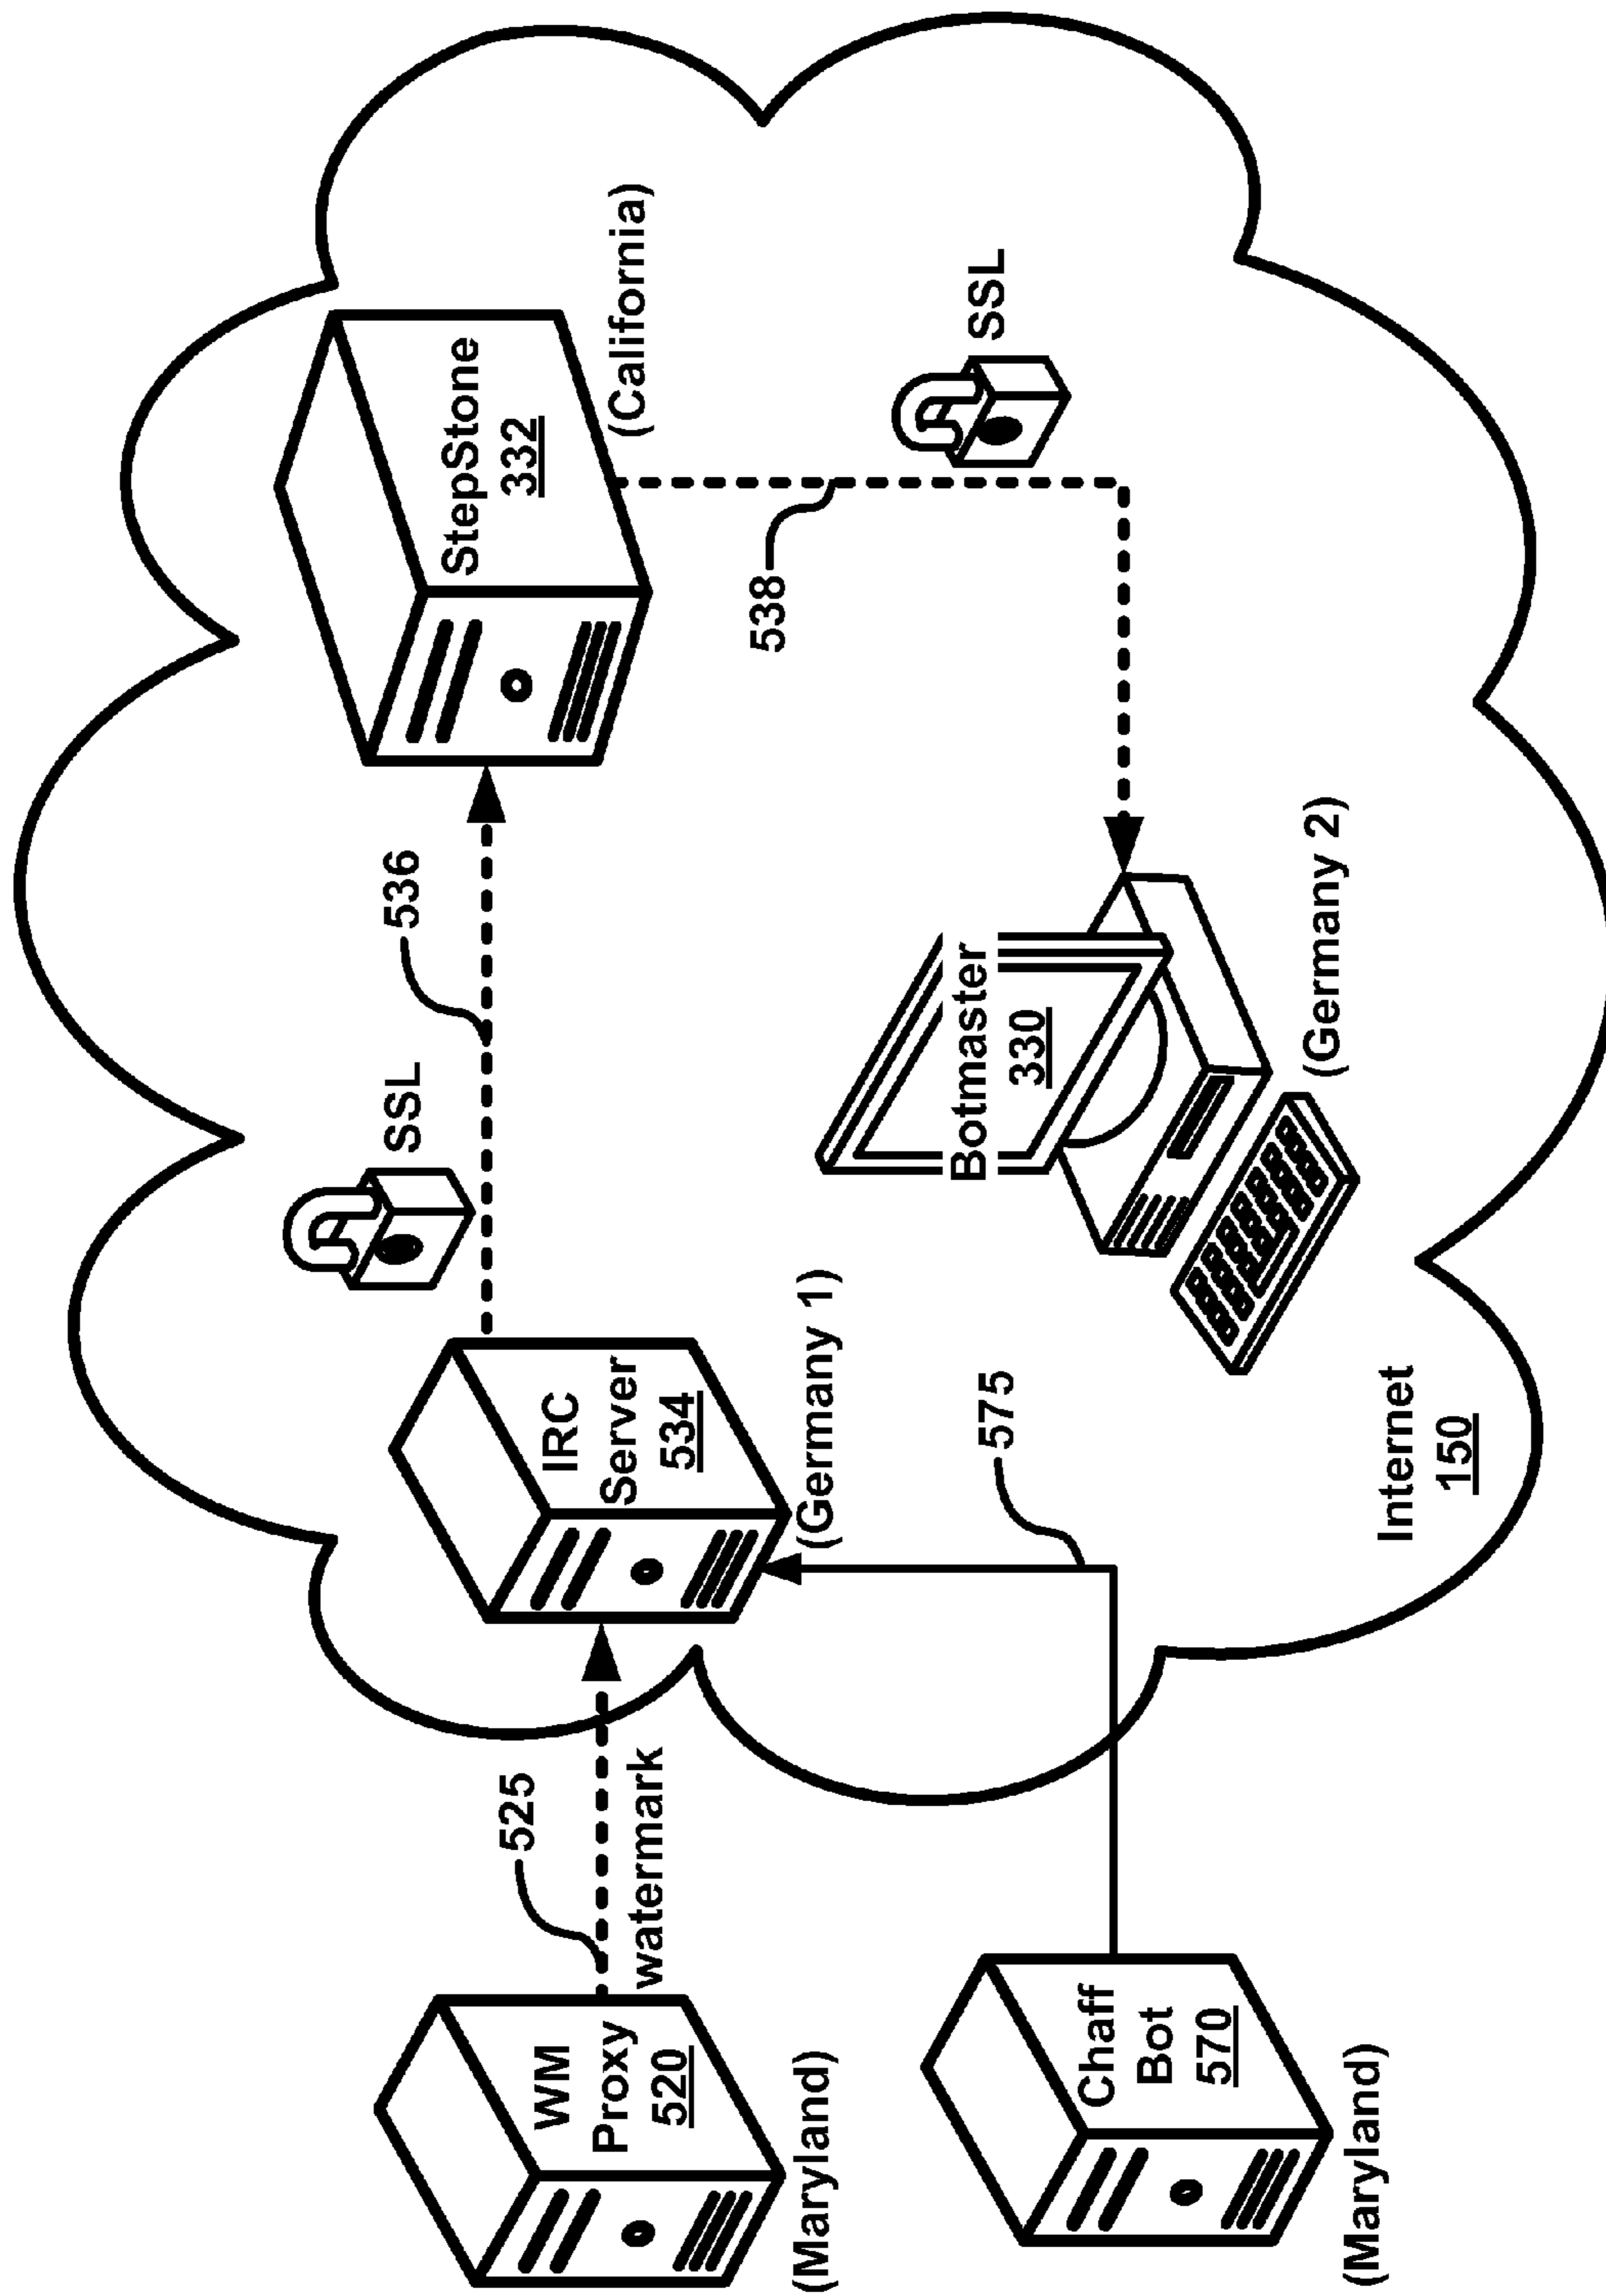 WM
Proxy
520
(Maryland)
525
watermark
IRC
Server
534
(Germany 1)
SSL
536
StepStone
332
(California)
538
SSL
Botmaster
330
(Germany 2)
Chaff
Bot
570
(Maryland)
575
Internet
150